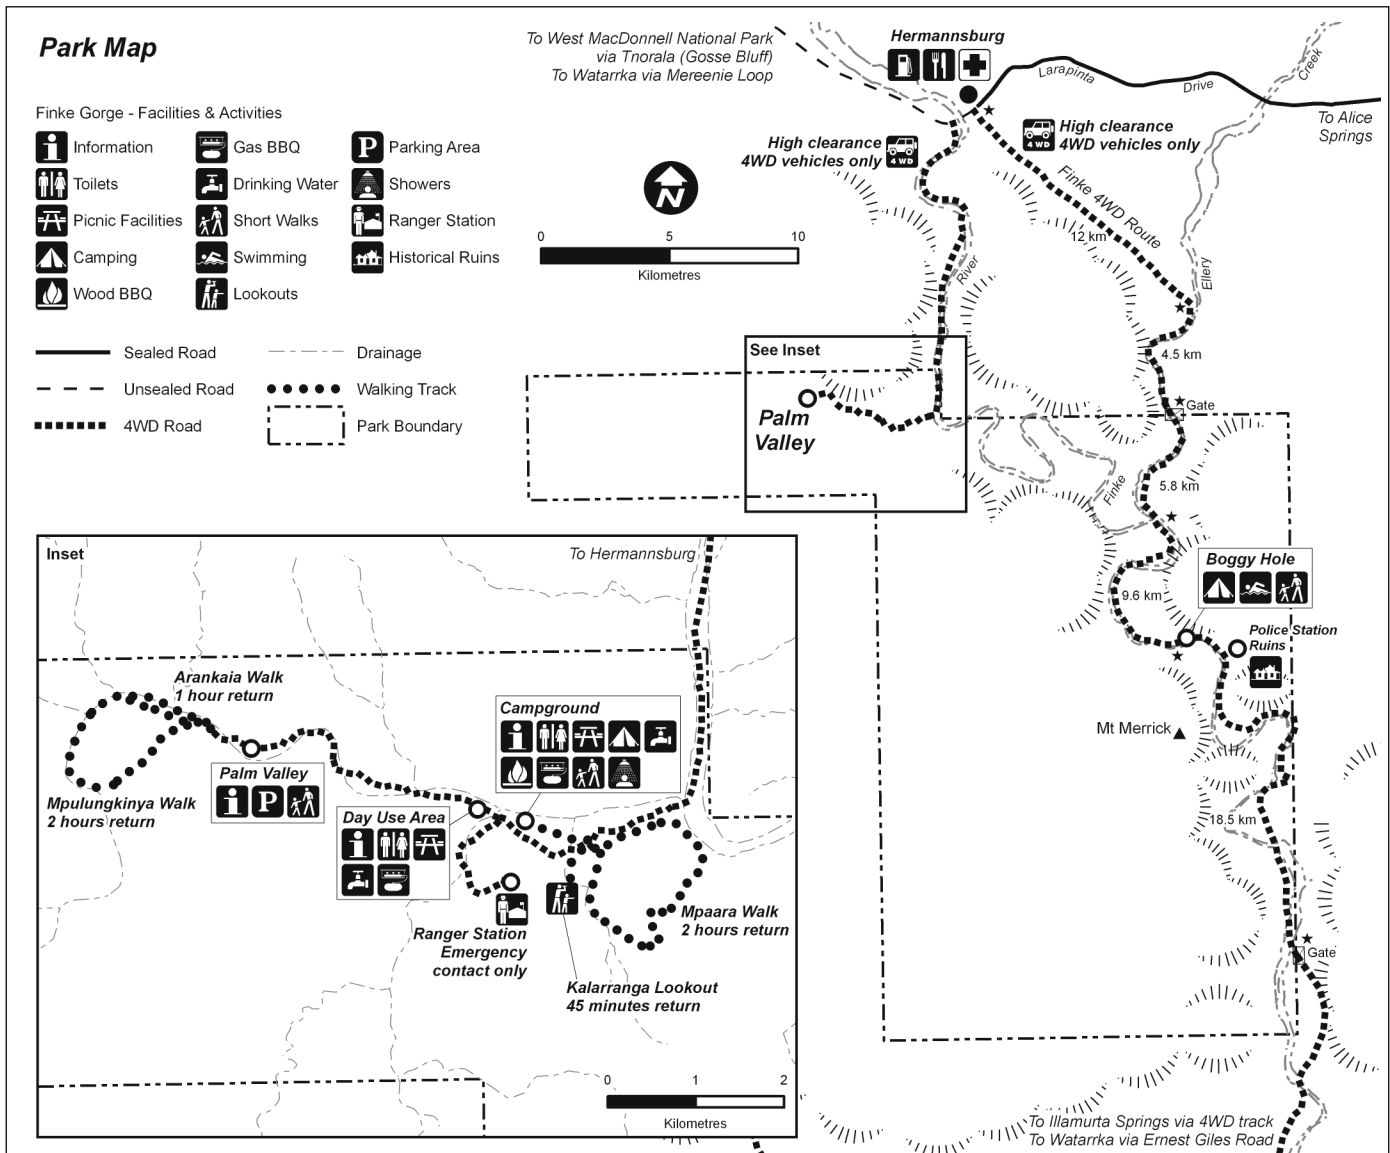 Park Map
Finke Gorge - Facilities & Activities
Information
Toilets
Picnic Facilities
Camping
Wood BBQ
Gas BBQ
Drinking Water
Short Walks
Swimming
Lookouts
P
Parking Area
Showers
Ranger Station
Historical Ruins
Sealed Road
Unsealed Road
4WD Road
Drainage
Walking Track
Park Boundary
To West MacDonnell National Park
via Tnorala (Gosse Bluff)
To Watarrka via Mereenie Loop
Hermannsburg
Larapinta
Drive
Creek
To Alice
Springs
High clearance
4WD vehicles only
4 WD
4 WD
High clearance
4WD vehicles only
N
0
5
10
Kilometres
Finke 4WD Route
12 km
River
Ellery
4.5 km
See Inset
Palm
Valley
Gate
5.8 km
Finke
Boggy Hole
9.6 km
Police Station
Ruins
Mt Merrick
18.5 km
Gate
To Illamurta Springs via 4WD track
To Watarrka via Ernest Giles Road
Inset
To Hermannsburg
Arankaia Walk
1 hour return
Campground
Palm Valley
P
Mpulungkinya Walk
2 hours return
Day Use Area
Mpaara Walk
2 hours return
Ranger Station
Emergency
contact only
Kalarranga Lookout
45 minutes return
0
1
2
Kilometres